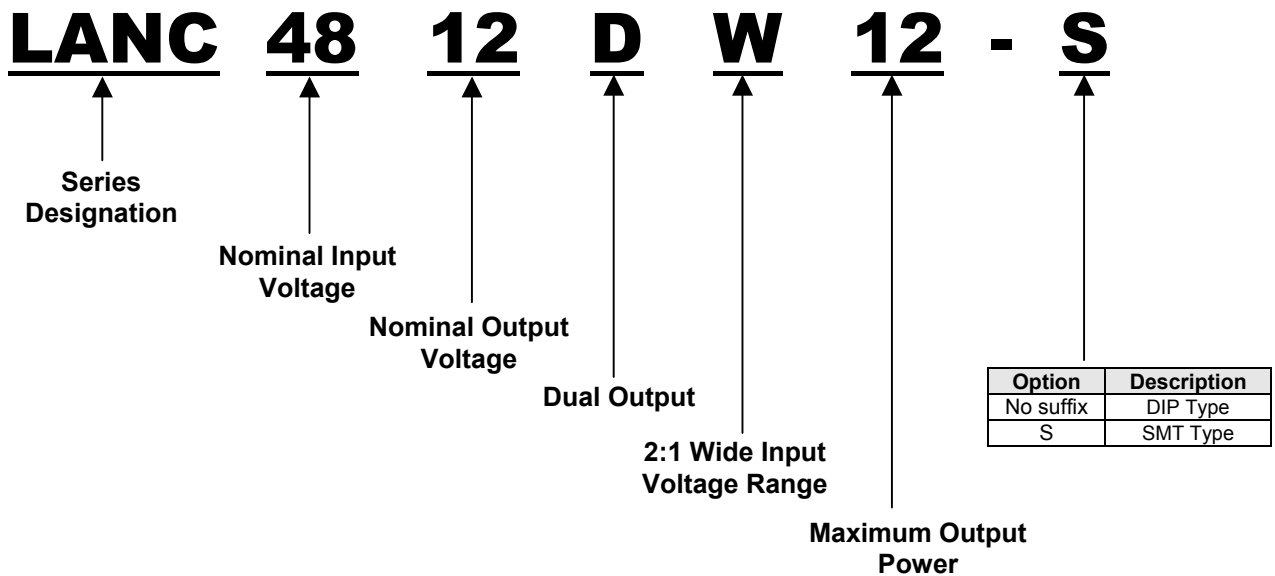 LANC 48 12 D W 12 - S
Series
Designation
Nominal Input
Voltage
Nominal Output
Voltage
Dual Output
2:1 Wide Input
Voltage Range
Maximum Output
Power
Option Description
No suffix DIP Type
S SMT Type